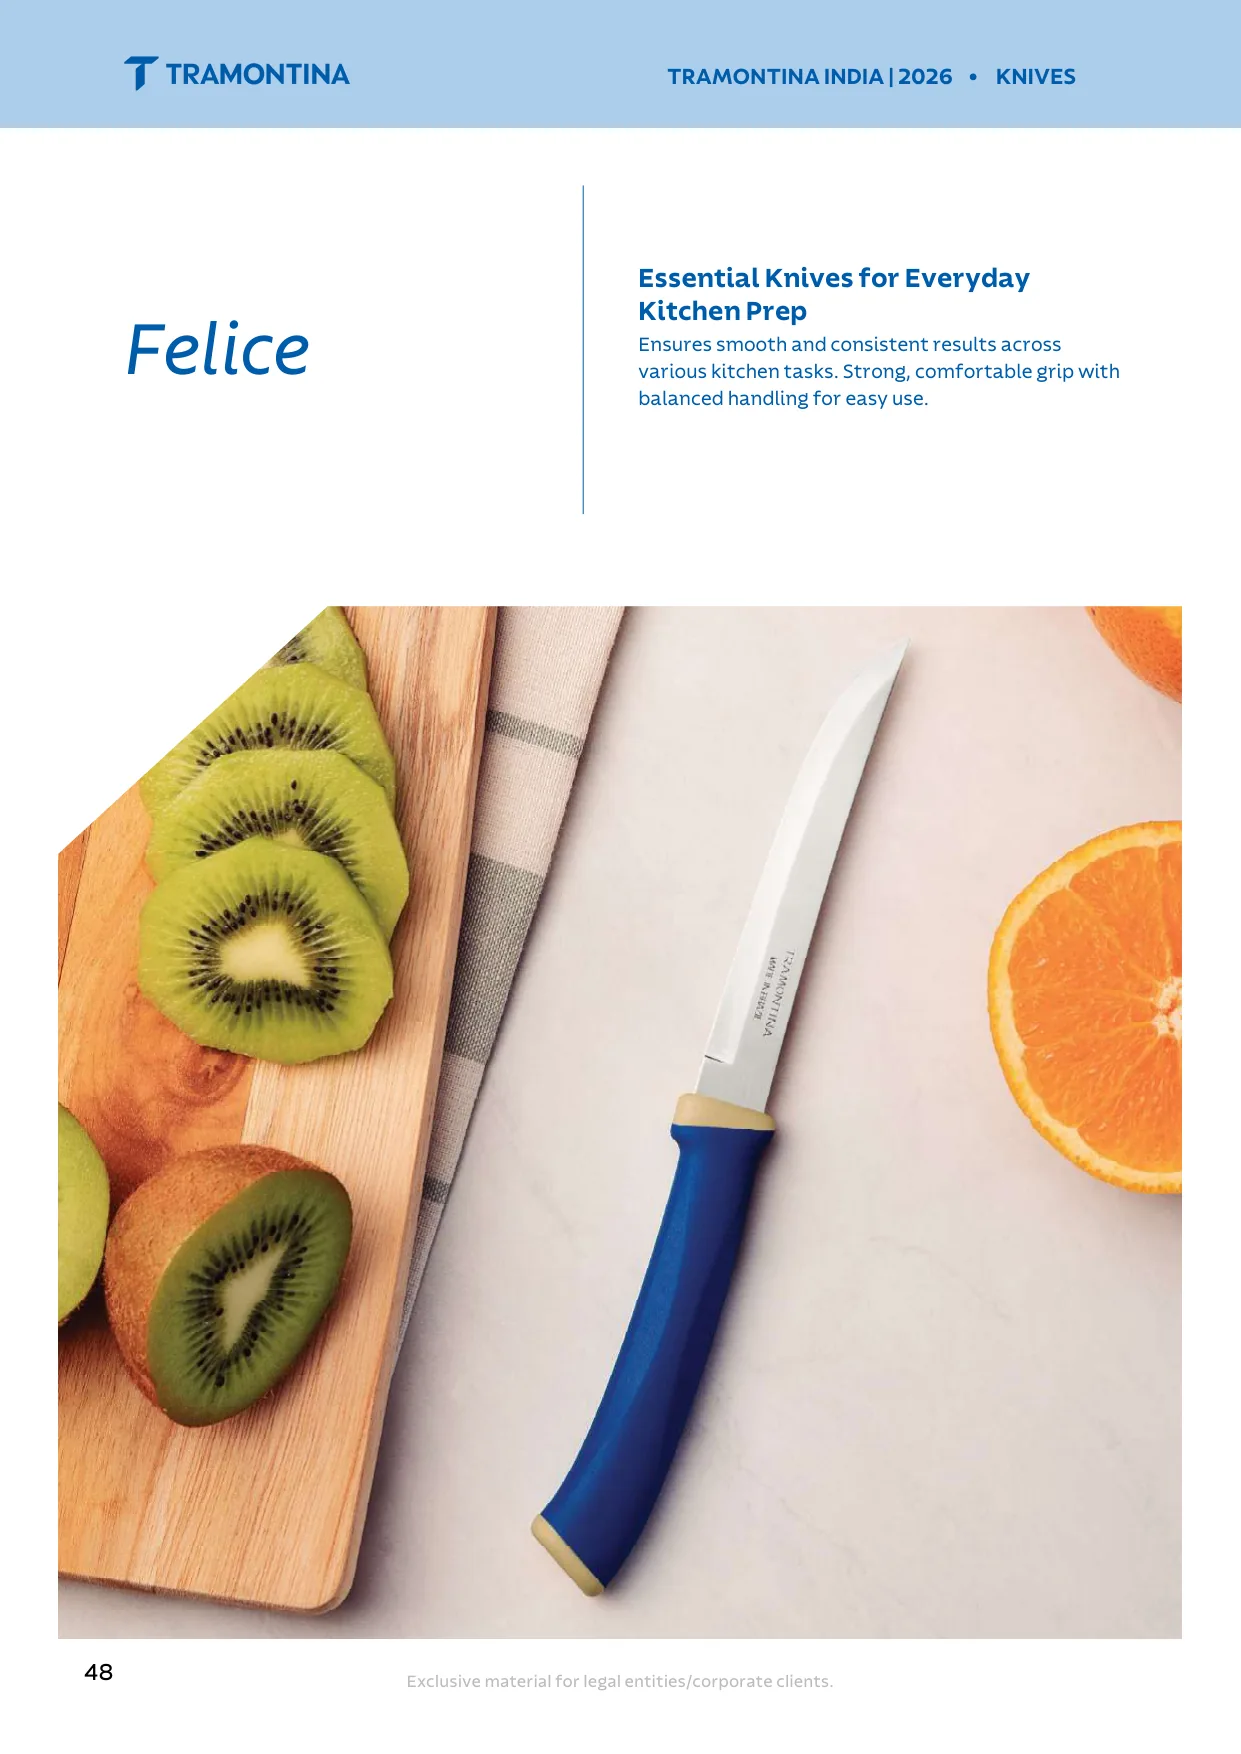 TRAMONTINA
TRAMONTINA INDIA | 2026 • KNIVES
Felice
Essential Knives for Everyday
Kitchen Prep
Ensures smooth and consistent results across
various kitchen tasks. Strong, comfortable grip with
balanced handling for easy use.
TRAMONTINA
48
Exclusive material for legal entities/corporate clients.